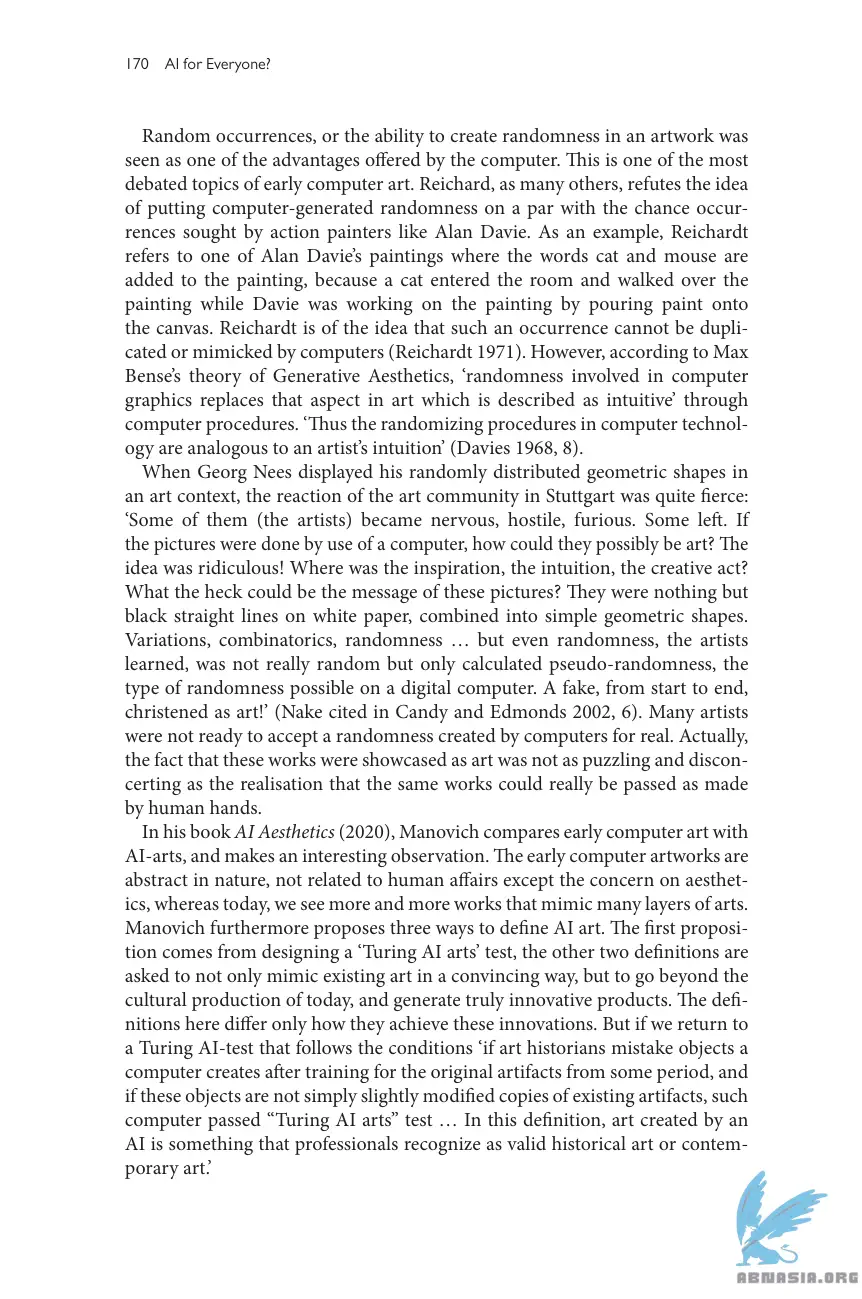 170 AI for Everyone?
Random occurrences, or the ability to create randomness in an artwork was
seen as one of the advantages offered by the computer. This is one of the most
debated topics of early computer art. Reichard, as many others, refutes the idea
of putting computer-generated randomness on a par with the chance occur-
rences sought by action painters like Alan Davie. As an example, Reichardt
refers to one of Alan Davie’s paintings where the words cat and mouse are
added to the painting, because a cat entered the room and walked over the
painting while Davie was working on the painting by pouring paint onto
the canvas. Reichardt is of the idea that such an occurrence cannot be dupli-
cated or mimicked by computers (Reichardt 1971). However, according to Max
Bense’s theory of Generative Aesthetics, ‘randomness involved in computer
graphics replaces that aspect in art which is described as intuitive’ through
computer procedures. ‘Thus the randomizing procedures in computer technol-
ogy are analogous to an artist’s intuition’ (Davies 1968, 8).
When Georg Nees displayed his randomly distributed geometric shapes in
an art context, the reaction of the art community in Stuttgart was quite fierce:
‘Some of them (the artists) became nervous, hostile, furious. Some left. If
the pictures were done by use of a computer, how could they possibly be art? The
idea was ridiculous! Where was the inspiration, the intuition, the creative act?
What the heck could be the message of these pictures? They were nothing but
black straight lines on white paper, combined into simple geometric shapes.
Variations, combinatorics, randomness … but even randomness, the artists
learned, was not really random but only calculated pseudo-randomness, the
type of randomness possible on a digital computer. A fake, from start to end,
christened as art!’ (Nake cited in Candy and Edmonds 2002, 6). Many artists
were not ready to accept a randomness created by computers for real. Actually,
the fact that these works were showcased as art was not as puzzling and discon-
certing as the realisation that the same works could really be passed as made
by human hands.
In his book AI Aesthetics (2020), Manovich compares early computer art with
AI-arts, and makes an interesting observation. The early computer artworks are
abstract in nature, not related to human affairs except the concern on aesthet-
ics, whereas today, we see more and more works that mimic many layers of arts.
Manovich furthermore proposes three ways to define AI art. The first proposi-
tion comes from designing a ‘Turing AI arts’ test, the other two definitions are
asked to not only mimic existing art in a convincing way, but to go beyond the
cultural production of today, and generate truly innovative products. The defi-
nitions here differ only how they achieve these innovations. But if we return to
a Turing AI-test that follows the conditions ‘if art historians mistake objects a
computer creates after training for the original artifacts from some period, and
if these objects are not simply slightly modified copies of existing artifacts, such
computer passed “Turing AI arts” test … In this definition, art created by an
AI is something that professionals recognize as valid historical art or contem-
porary art.’
ABNASIA.ORG